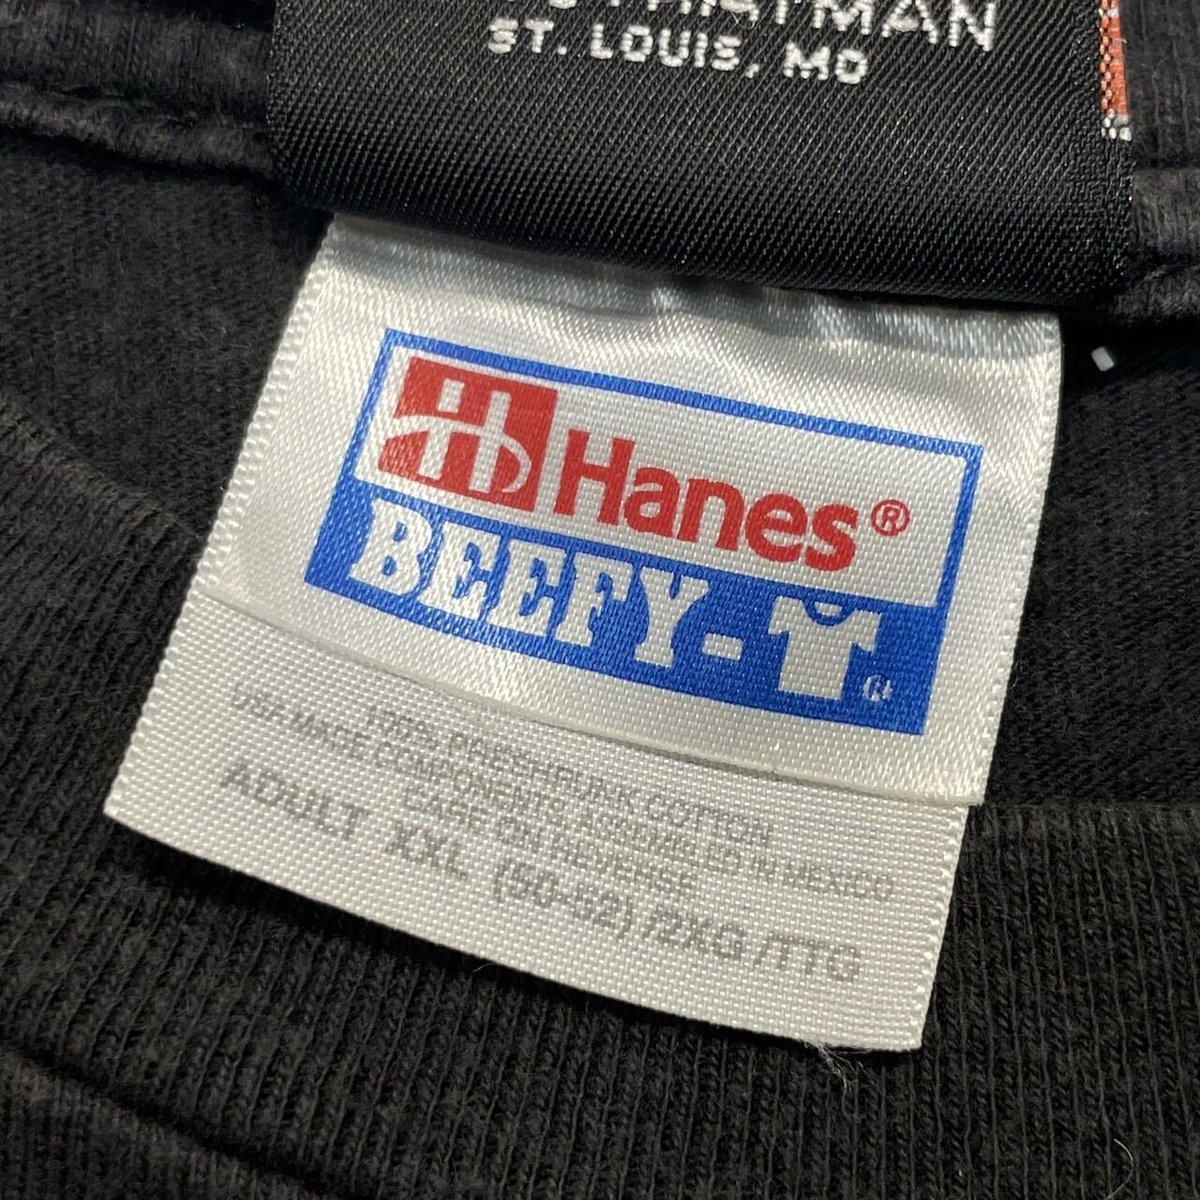 ST. LOUIS, MO
Hanes®
BEEFY-T®
100% PRESHRUNK COTTON
USA MADE COMPONENTS, ASSEMBLED IN MEXICO
CARE ON REVERSE
ADULT XXL (50-52) /2XG /TTG